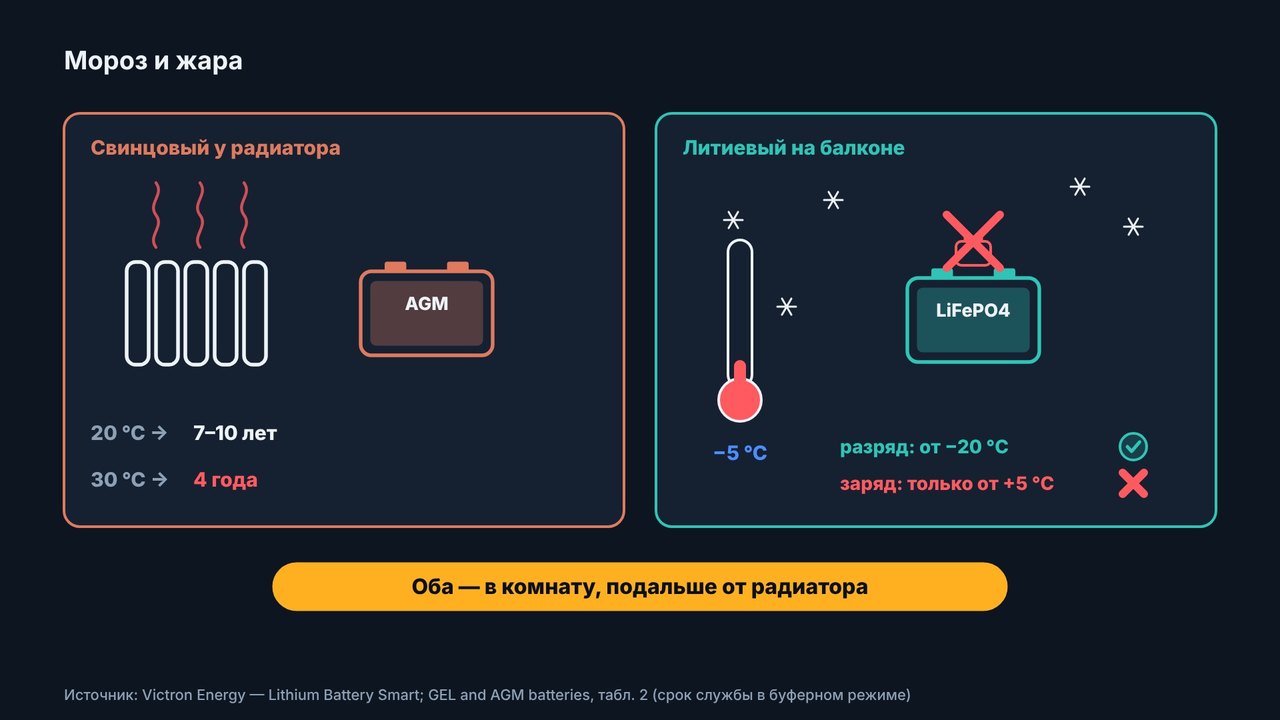 Мороз и жара
Свинцовый у радиатора
AGM
20 °C → 7–10 лет
30 °C → 4 года
Литиевый на балконе
LiFePO4
−5 °C
разряд: от −20 °C
заряд: только от +5 °C
Оба — в комнату, подальше от радиатора
Источник: Victron Energy — Lithium Battery Smart; GEL and AGM batteries, табл. 2 (срок службы в буферном режиме)